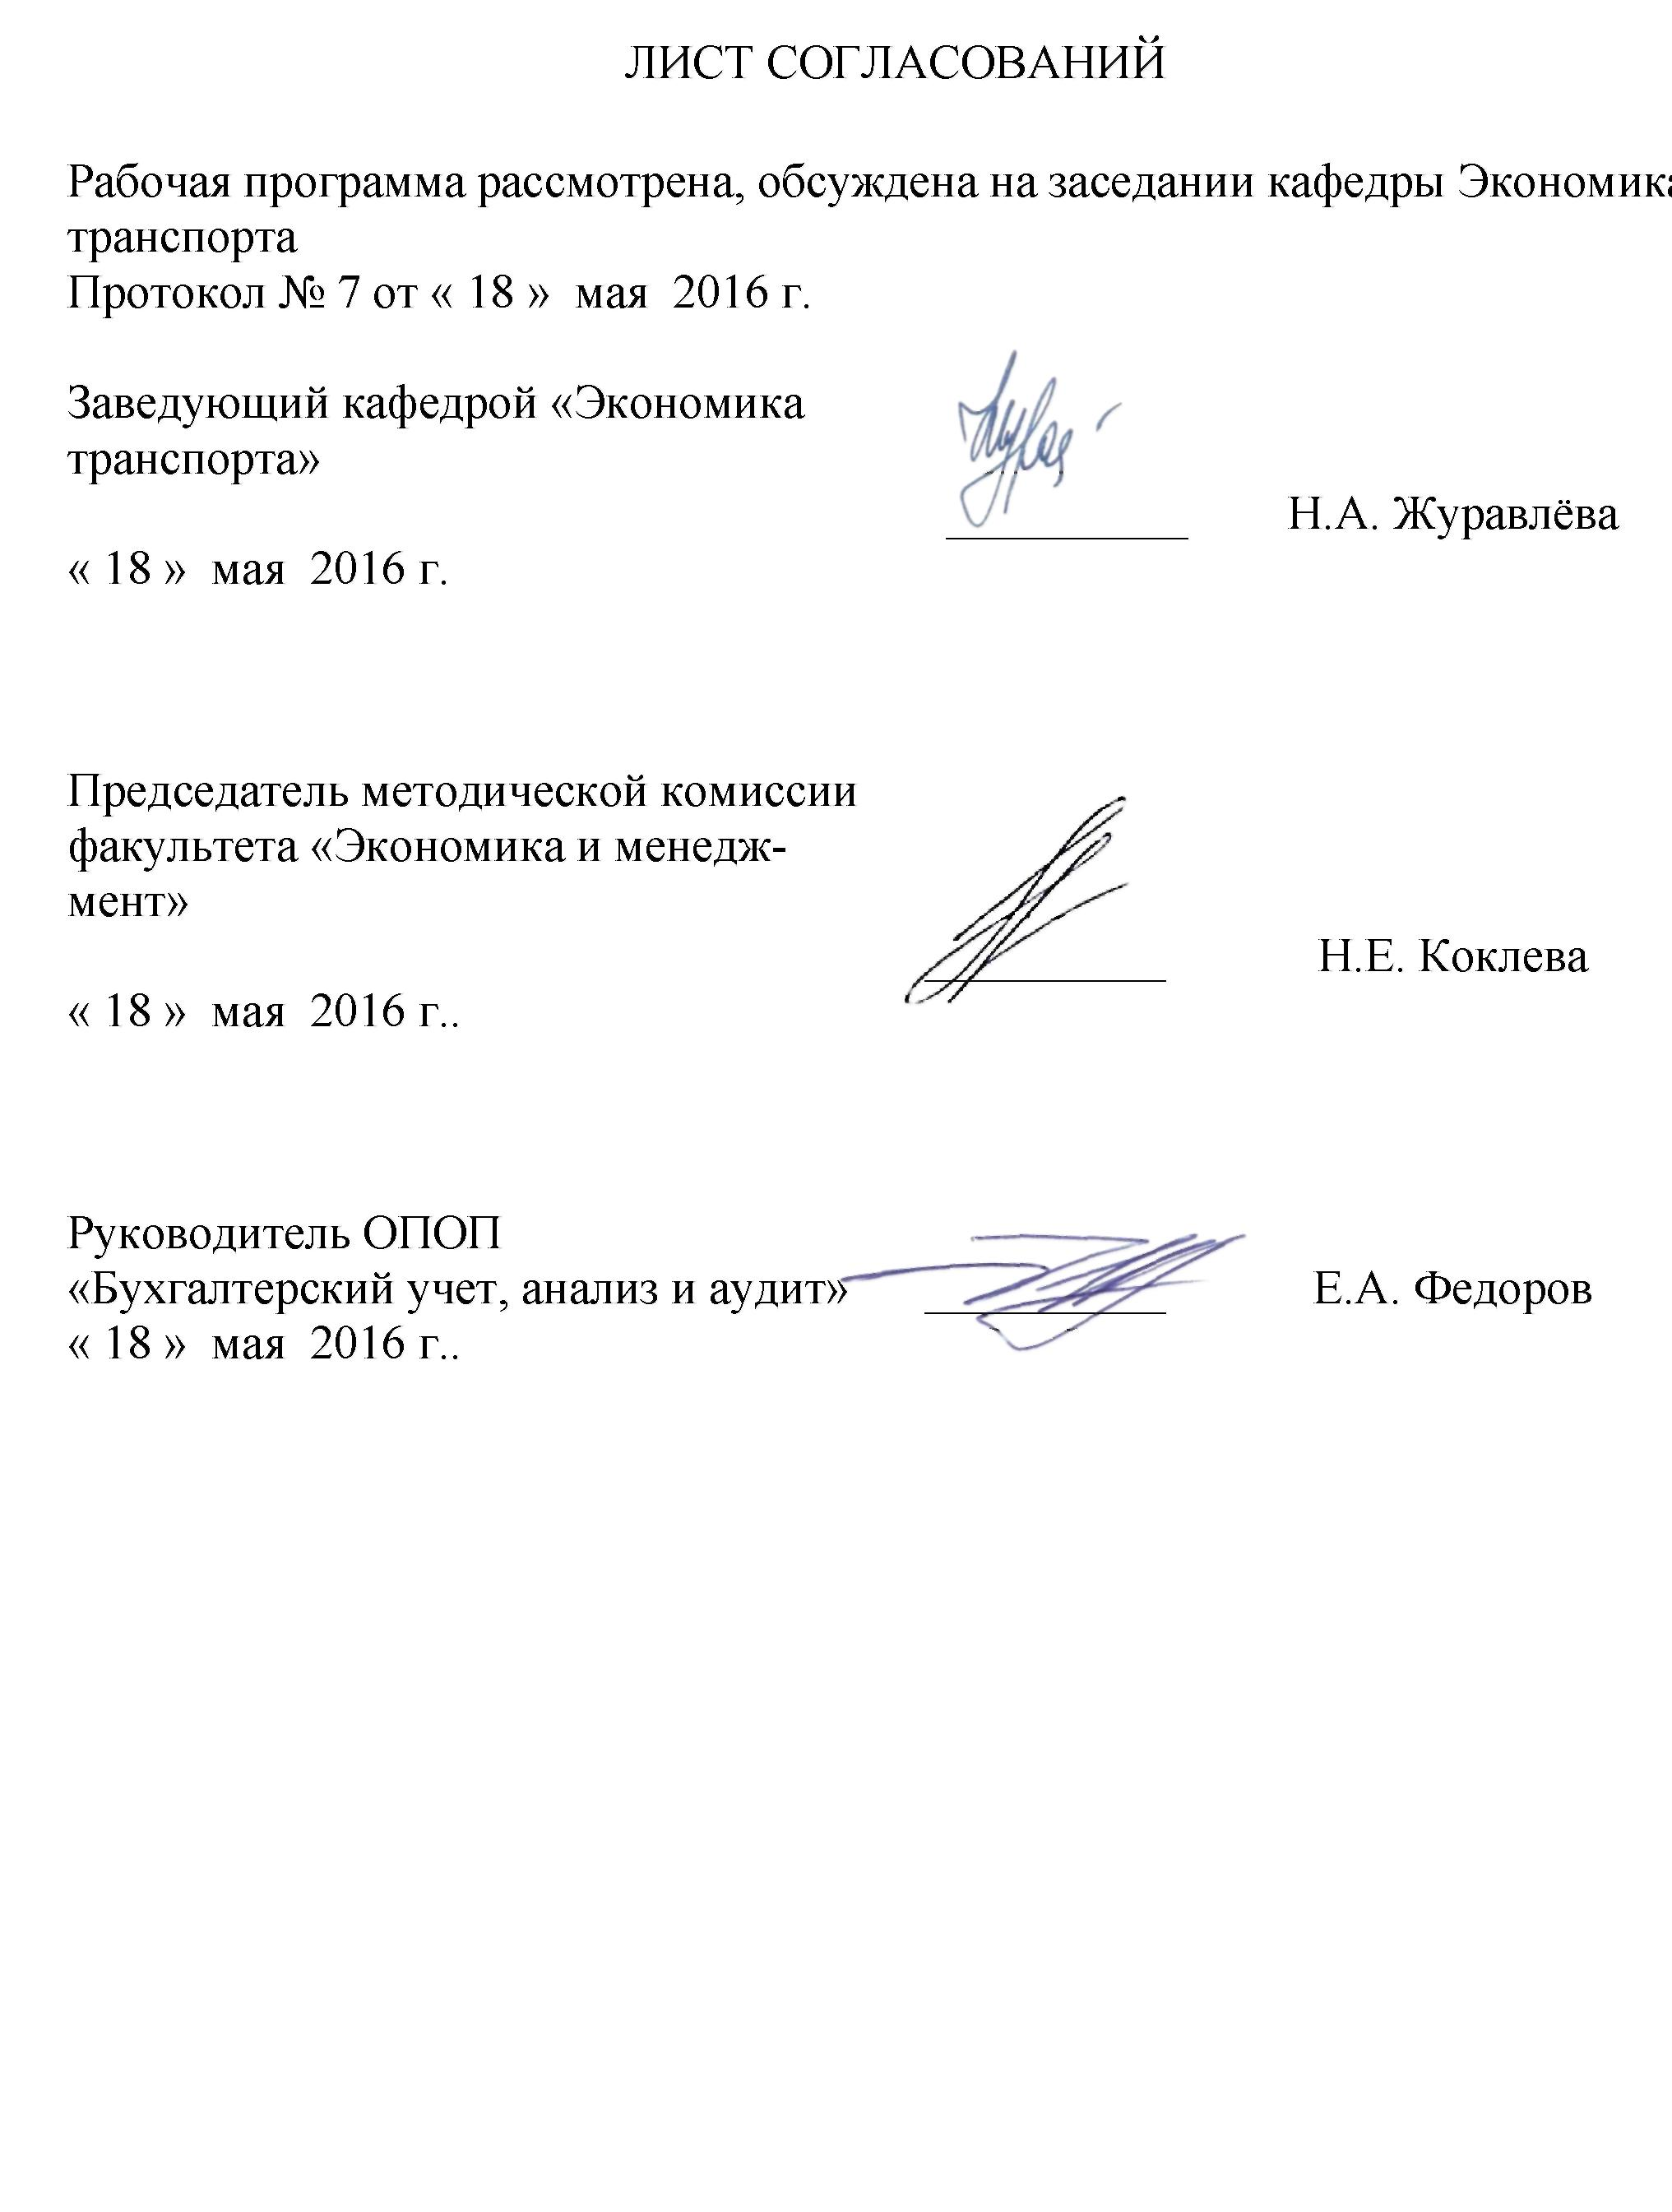 ЛИСТ СОГЛАСОВАНИЙ
Рабочая программа рассмотрена, обсуждена на заседании кафедры Экономика
транспорта
Протокол № 7 от « 18 » мая 2016 г.
Заведующий кафедрой «Экономика
транспорта»
Н.А. Журавлёва
« 18 » мая 2016 г.
Председатель методической комиссии
факультета «Экономика и менедж-
мент»
Н.Е. Коклева
« 18 » мая 2016 г..
Руководитель ОПОП
«Бухгалтерский учет, анализ и аудит» Е.А. Федоров
« 18 » мая 2016 г..